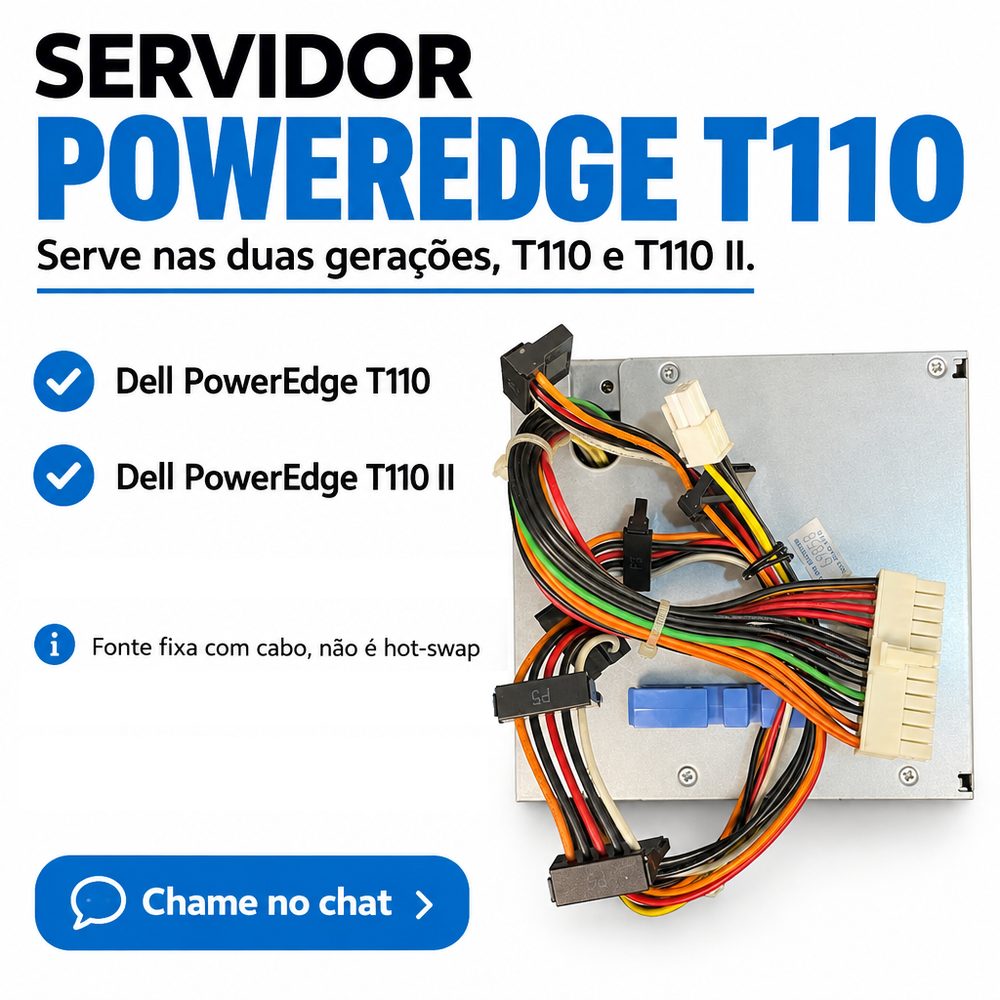 SERVIDOR
POWEREDGE T110
Serve nas duas gerações, T110 e T110 II.
Dell PowerEdge T110
Dell PowerEdge T110 II
Fonte fixa com cabo, não é hot-swap
P5
Chame no chat